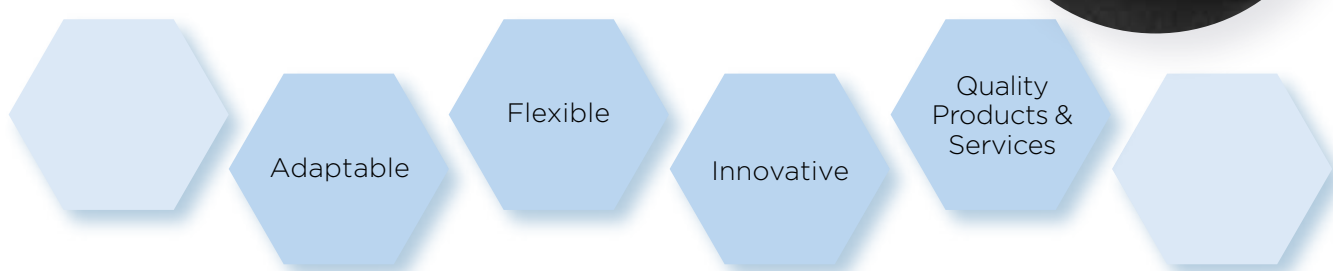 Adaptable
Flexible
Innovative
Quality
Products &
Services